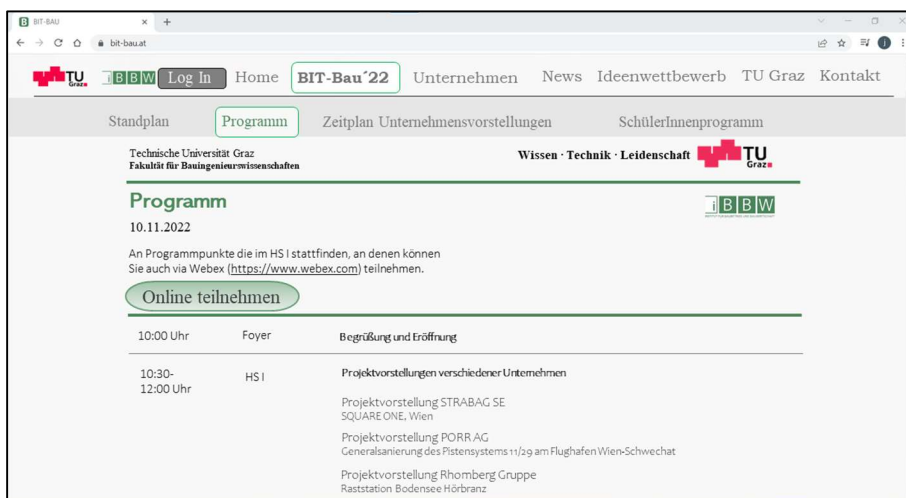 B BIT-BAU
bit-bau.at
TU Graz iBBW Log In Home BIT-Bau´22 Unternehmen News Ideenwettbewerb TU Graz Kontakt
Standplan Programm Zeitplan Unternehmensvorstellungen SchülerInnenprogramm
Technische Universität Graz
Fakultät für Bauingenieurswissenschaften
Wissen · Technik · Leidenschaft TU Graz
Programm
iBBW
10.11.2022
An Programmpunkte die im HS I stattfinden, an denen können
Sie auch via Webex (https://www.webex.com) teilnehmen.
Online teilnehmen
10:00 Uhr Foyer Begrüßung und Eröffnung
10:30-
12:00 Uhr HS I Projektvorstellungen verschiedener Unternehmen
Projektvorstellung STRABAG SE
SQUARE ONE, Wien
Projektvorstellung PORR AG
Generalsanierung des Pistensystems 11/29 am Flughafen Wien-Schwechat
Projektvorstellung Rhomberg Gruppe
Raststation Bodensee Hörbranz